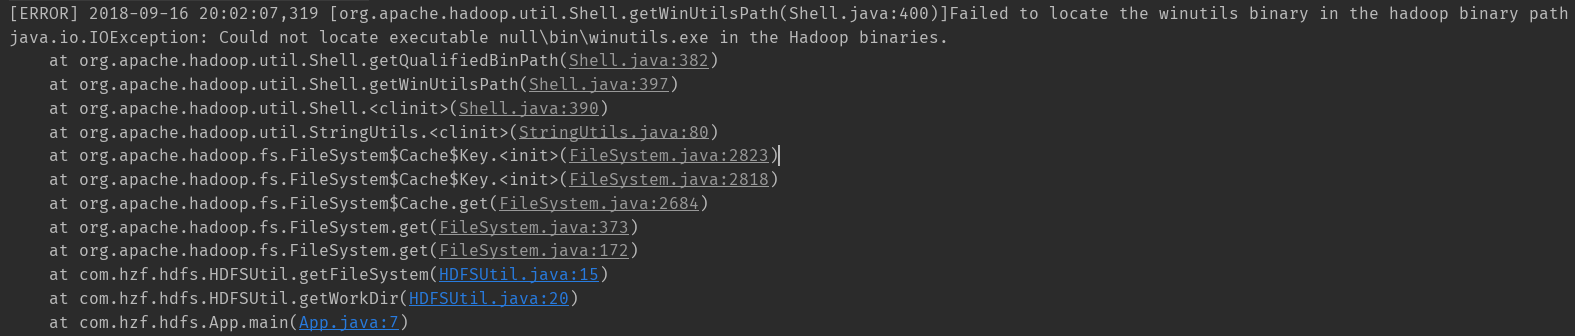 [ERROR] 2018-09-16 20:02:07,319 [org.apache.hadoop.util.Shell.getWinUtilsPath(Shell.java:400)]Failed to locate the winutils binary in the hadoop binary path
java.io.IOException: Could not locate executable null\bin\winutils.exe in the Hadoop binaries.
at org.apache.hadoop.util.Shell.getQualifiedBinPath(Shell.java:382)
at org.apache.hadoop.util.Shell.getWinUtilsPath(Shell.java:397)
at org.apache.hadoop.util.Shell.<clinit>(Shell.java:390)
at org.apache.hadoop.util.StringUtils.<clinit>(StringUtils.java:80)
at org.apache.hadoop.fs.FileSystem$Cache$Key.<init>(FileSystem.java:2823)
at org.apache.hadoop.fs.FileSystem$Cache$Key.<init>(FileSystem.java:2818)
at org.apache.hadoop.fs.FileSystem$Cache.get(FileSystem.java:2684)
at org.apache.hadoop.fs.FileSystem.get(FileSystem.java:373)
at org.apache.hadoop.fs.FileSystem.get(FileSystem.java:172)
at com.hzf.hdfs.HDFSUtil.getFileSystem(HDFSUtil.java:15)
at com.hzf.hdfs.HDFSUtil.getWorkDir(HDFSUtil.java:20)
at com.hzf.hdfs.App.main(App.java:7)